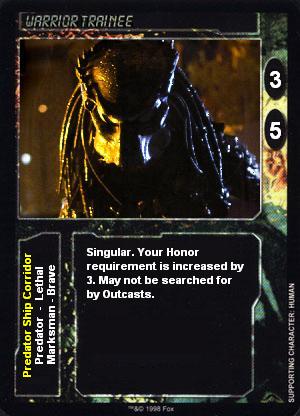 WARRIOR TRAINEE
3
5
Predator Ship Corridor
Predator - Lethal
Marksman - Brave
Singular. Your Honor
requirement is increased by
3. May not be searched for
by Outcasts.
SUPPORTING CHARACTER: HUMAN
™&© 1998 Fox